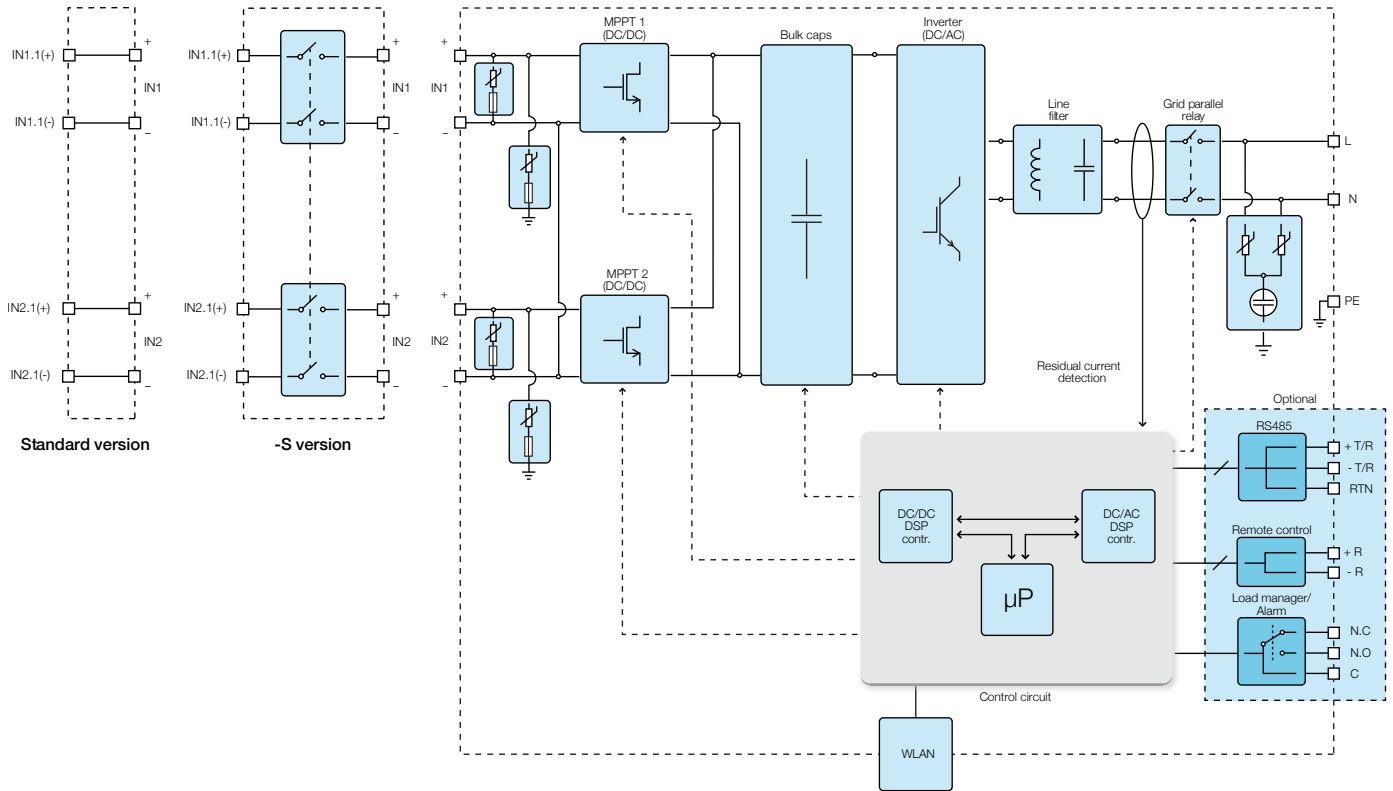 IN1.1(+)
+
IN1
IN1.1(-)
-
IN2.1(+)
+
IN2
IN2.1(-)
-
Standard version
IN1.1(+)
+
IN1
IN1.1(-)
-
IN2.1(+)
+
IN2
IN2.1(-)
-
-S version
+
IN1
-
+
IN2
-
MPPT 1
(DC/DC)
MPPT 2
(DC/DC)
Bulk caps
Inverter
(DC/AC)
Line
filter
Grid parallel
relay
L
N
PE
Residual current
detection
Optional
RS485
+ T/R
- T/R
RTN
Remote control
+ R
- R
Load manager/
Alarm
N.C
N.O
C
DC/DC
DSP
contr.
DC/AC
DSP
contr.
µP
Control circuit
WLAN